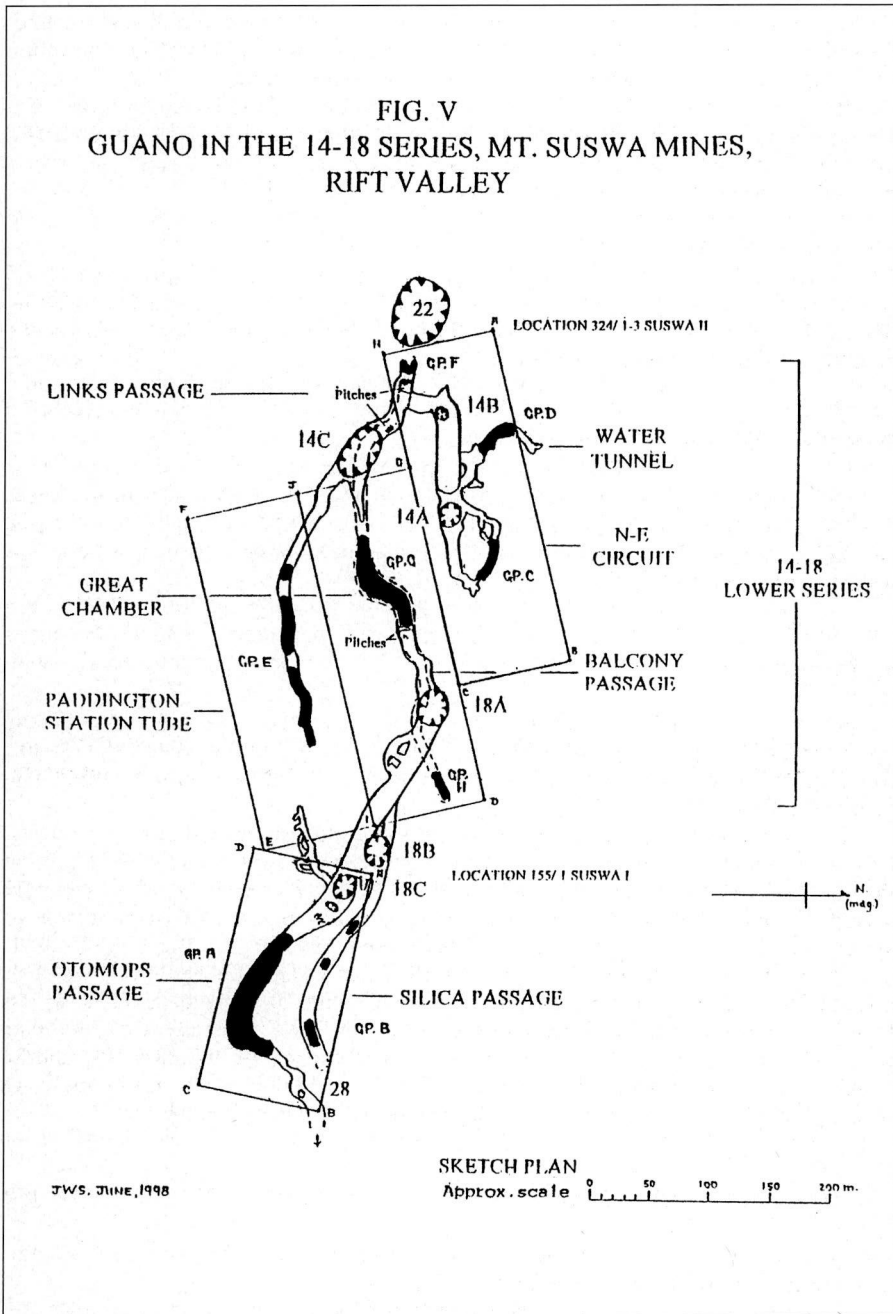 FIG. V
GUANO IN THE 14-18 SERIES, MT. SUSWA MINES,
RIFT VALLEY
22
A
LOCATION 324/ 1-3 SUSWA II
H
GP. F
LINKS PASSAGE
Pitches
14B
GP. D
14C
WATER
TUNNEL
G
J
F
14A
N-E
CIRCUIT
GP. G
GP. C
14-18
LOWER SERIES
GREAT
CHAMBER
Pitches
GP. E
B
BALCONY
PASSAGE
C
PADDINGTON
STATION TUBE
18A
GP.
H
D
D
E
18B
A
18C
LOCATION 155/ 1 SUSWA I
N.
(mag.)
GP. A
OTOMOPS
PASSAGE
SILICA PASSAGE
GP. B
C
28
B
SKETCH PLAN
JWS. JUNE, 1998
Approx. scale
0 50 100 150 200 m.